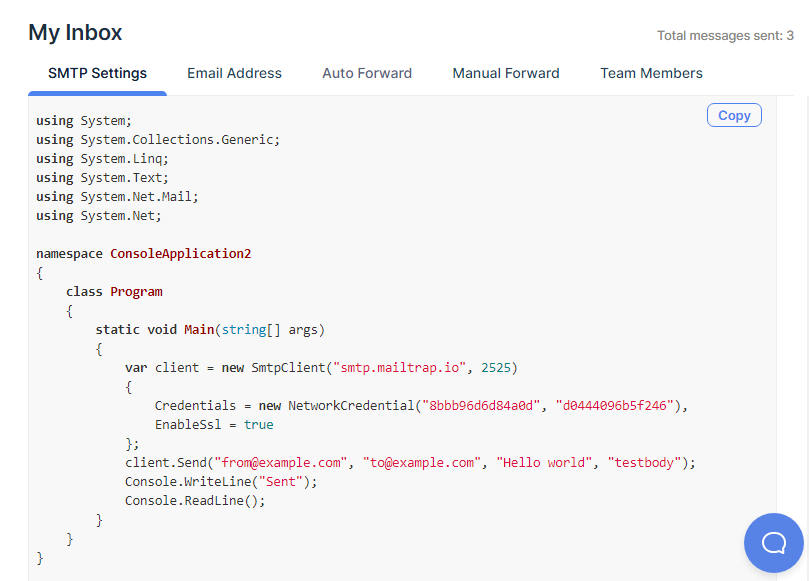 My Inbox
Total messages sent: 3
SMTP Settings
Email Address
Auto Forward
Manual Forward
Team Members
Copy
using System;
using System.Collections.Generic;
using System.Linq;
using System.Text;
using System.Net.Mail;
using System.Net;
namespace ConsoleApplication2
{
    class Program
    {
        static void Main(string[] args)
        {
            var client = new SmtpClient("smtp.mailtrap.io", 2525)
            {
                Credentials = new NetworkCredential("8bbb96d6d84a0d", "d0444096b5f246"),
                EnableSsl = true
            };
            client.Send("from@example.com", "to@example.com", "Hello world", "testbody");
            Console.WriteLine("Sent");
            Console.ReadLine();
        }
    }
}